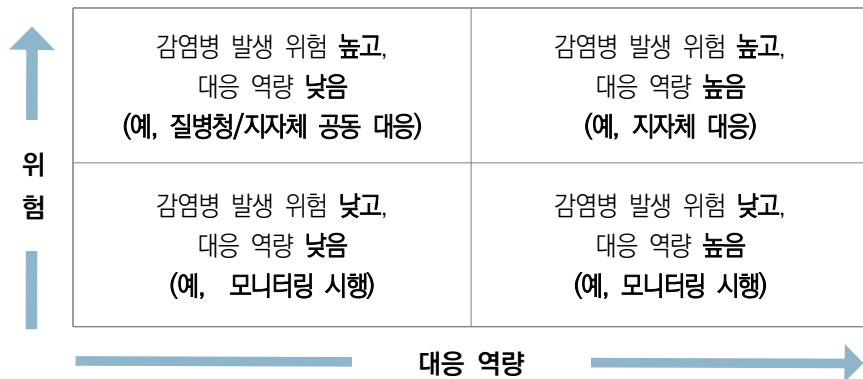 감염병 발생 위험 높고,
대응 역량 낮음
(예, 질병청/지자체 공동 대응)
감염병 발생 위험 높고,
대응 역량 높음
(예, 지자체 대응)
위
험
감염병 발생 위험 낮고,
대응 역량 낮음
(예, 모니터링 시행)
감염병 발생 위험 낮고,
대응 역량 높음
(예, 모니터링 시행)
대응 역량